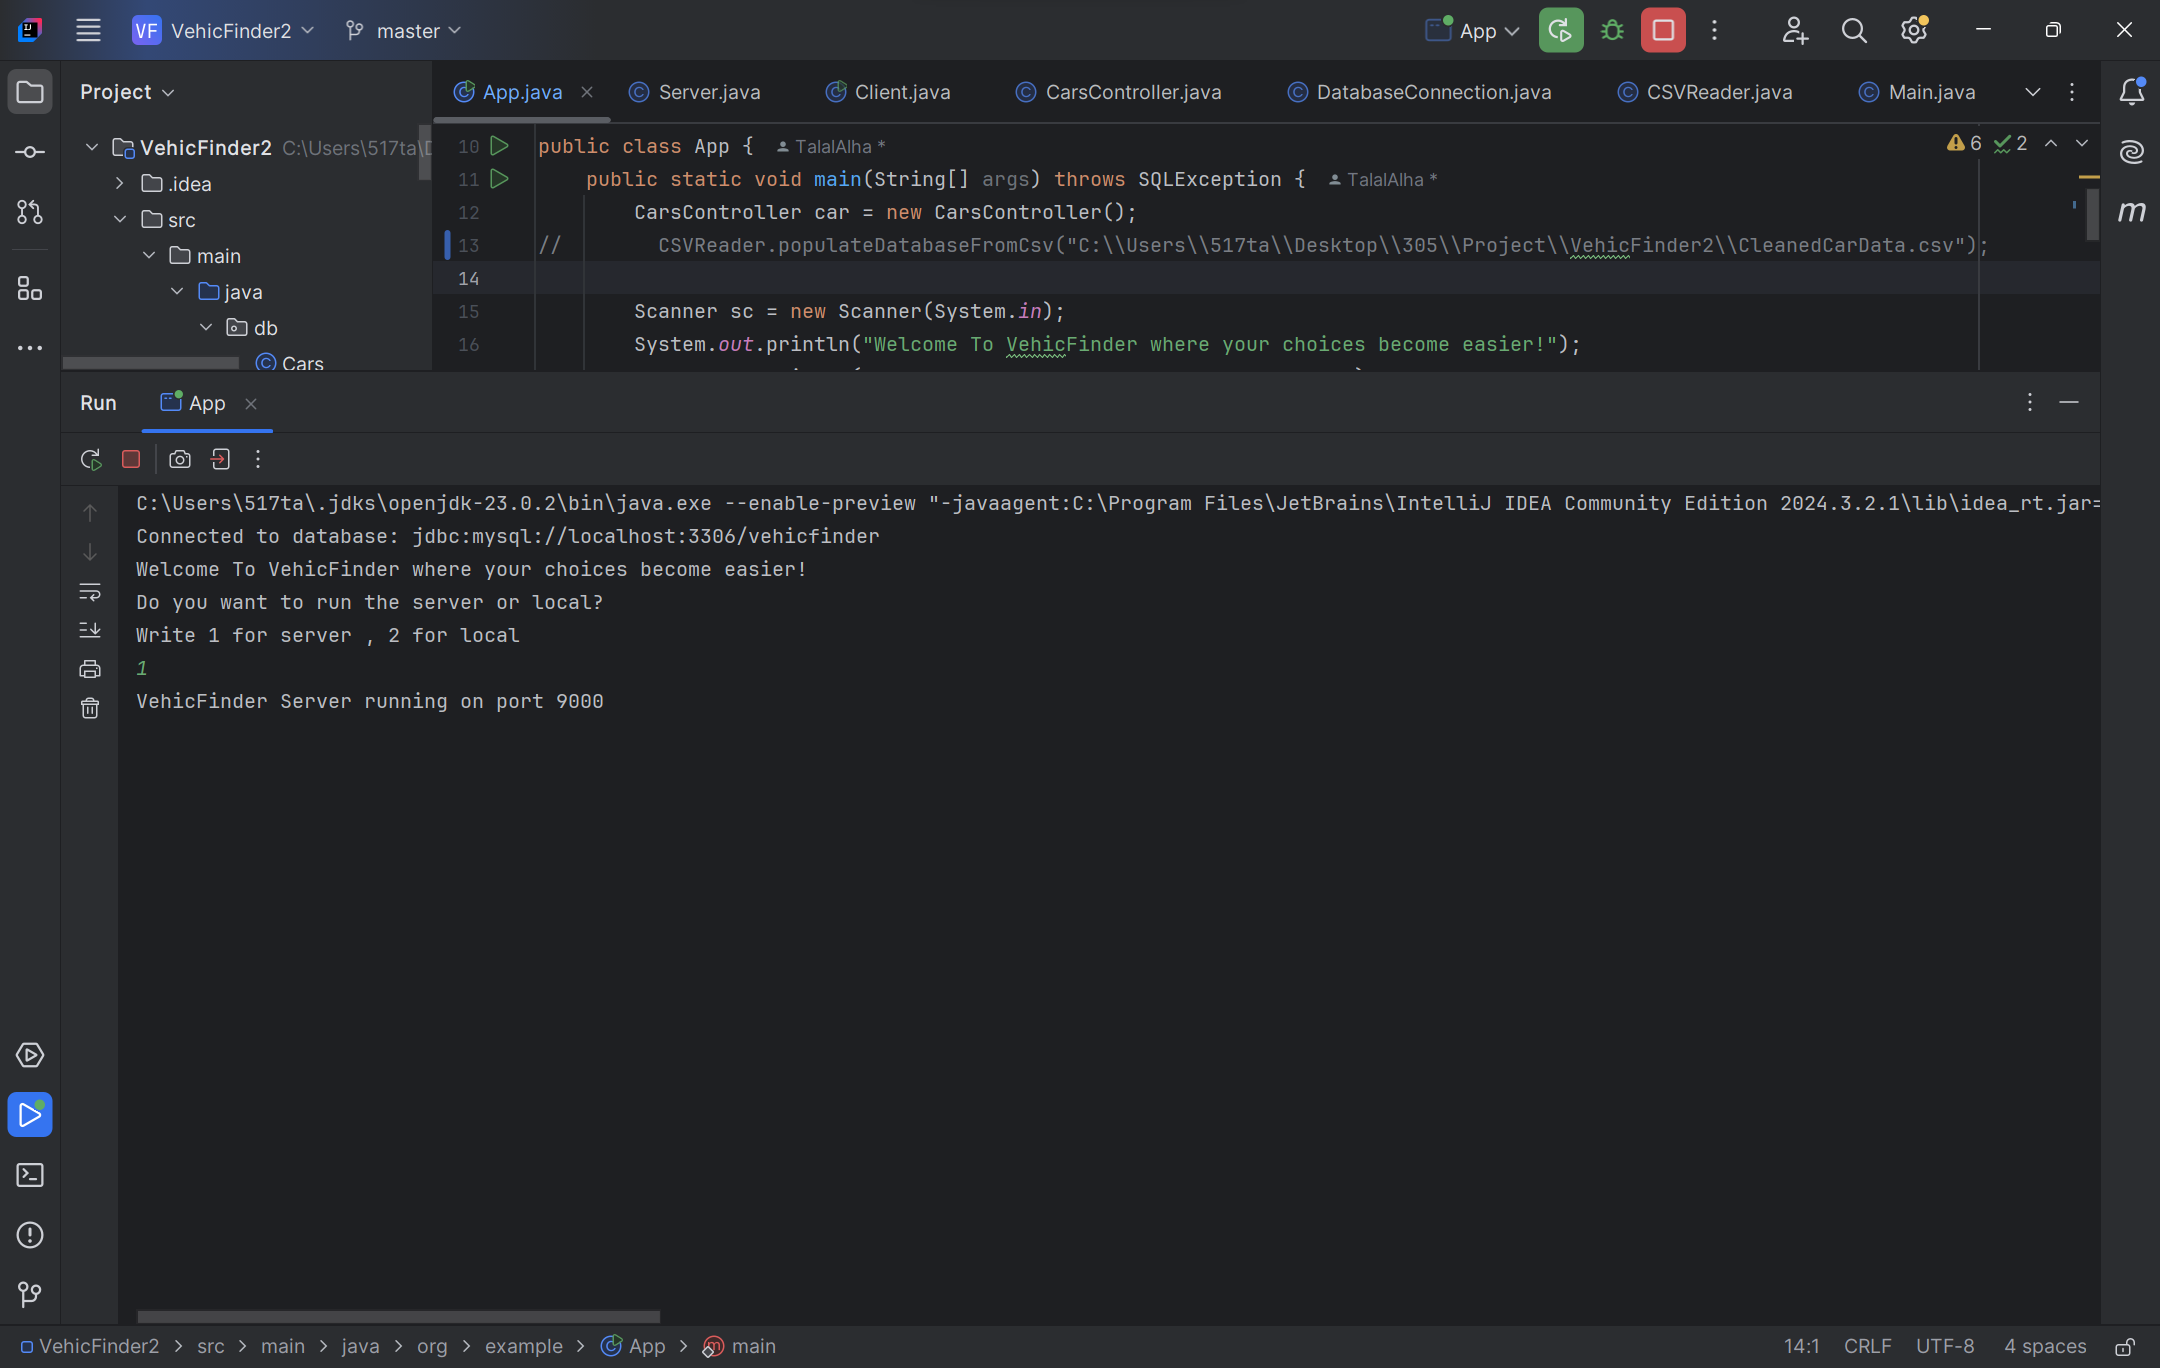 VF VehicFinder2 master App
Project
App.java Server.java Client.java CarsController.java DatabaseConnection.java CSVReader.java Main.java
VehicFinder2 C:\Users\517ta\D
.idea
src
main
java
db
Cars
10 public class App { TalalAlha *
11 public static void main(String[] args) throws SQLException { TalalAlha *
12 CarsController car = new CarsController();
13 // CSVReader.populateDatabaseFromCsv("C:\\Users\\517ta\\Desktop\\305\\Project\\VehicFinder2\\CleanedCarData.csv");
14
15 Scanner sc = new Scanner(System.in);
16 System.out.println("Welcome To VehicFinder where your choices become easier!");
6 2
m
Run App
C:\Users\517ta\.jdks\openjdk-23.0.2\bin\java.exe --enable-preview "-javaagent:C:\Program Files\JetBrains\IntelliJ IDEA Community Edition 2024.3.2.1\lib\idea_rt.jar=
Connected to database: jdbc:mysql://localhost:3306/vehicfinder
Welcome To VehicFinder where your choices become easier!
Do you want to run the server or local?
Write 1 for server , 2 for local
1
VehicFinder Server running on port 9000
VehicFinder2 > src > main > java > org > example > App > main 14:1 CRLF UTF-8 4 spaces